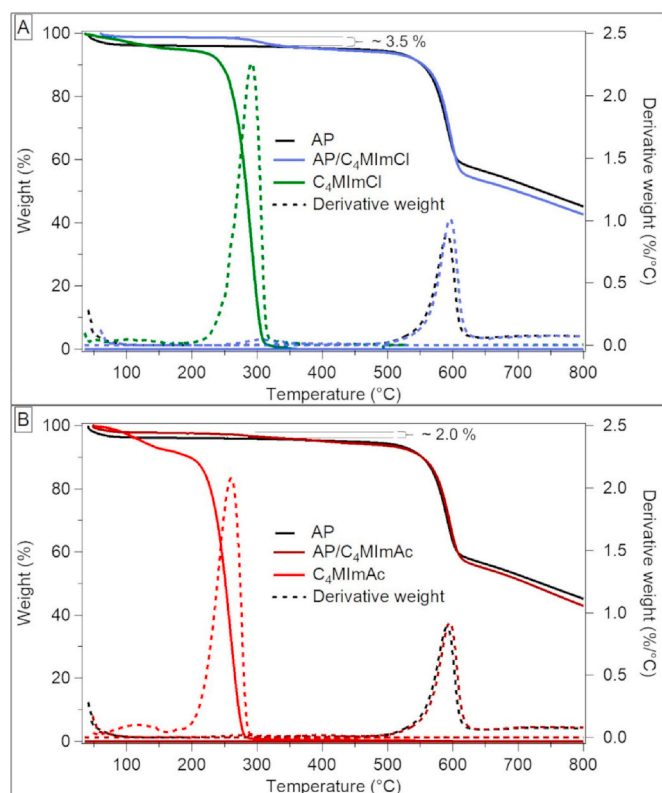 A
100
80
60
40
20
0
Weight (%)
2.5
2.0
1.5
1.0
0.5
0.0
Derivative weight (%/°C)
~ 3.5 %
AP
AP/C₄MImCl
C₄MImCl
Derivative weight
100 200 300 400 500 600 700 800
Temperature (°C)
B
100
80
60
40
20
0
Weight (%)
2.5
2.0
1.5
1.0
0.5
0.0
Derivative weight (%/°C)
~ 2.0 %
AP
AP/C₄MImAc
C₄MImAc
Derivative weight
100 200 300 400 500 600 700 800
Temperature (°C)